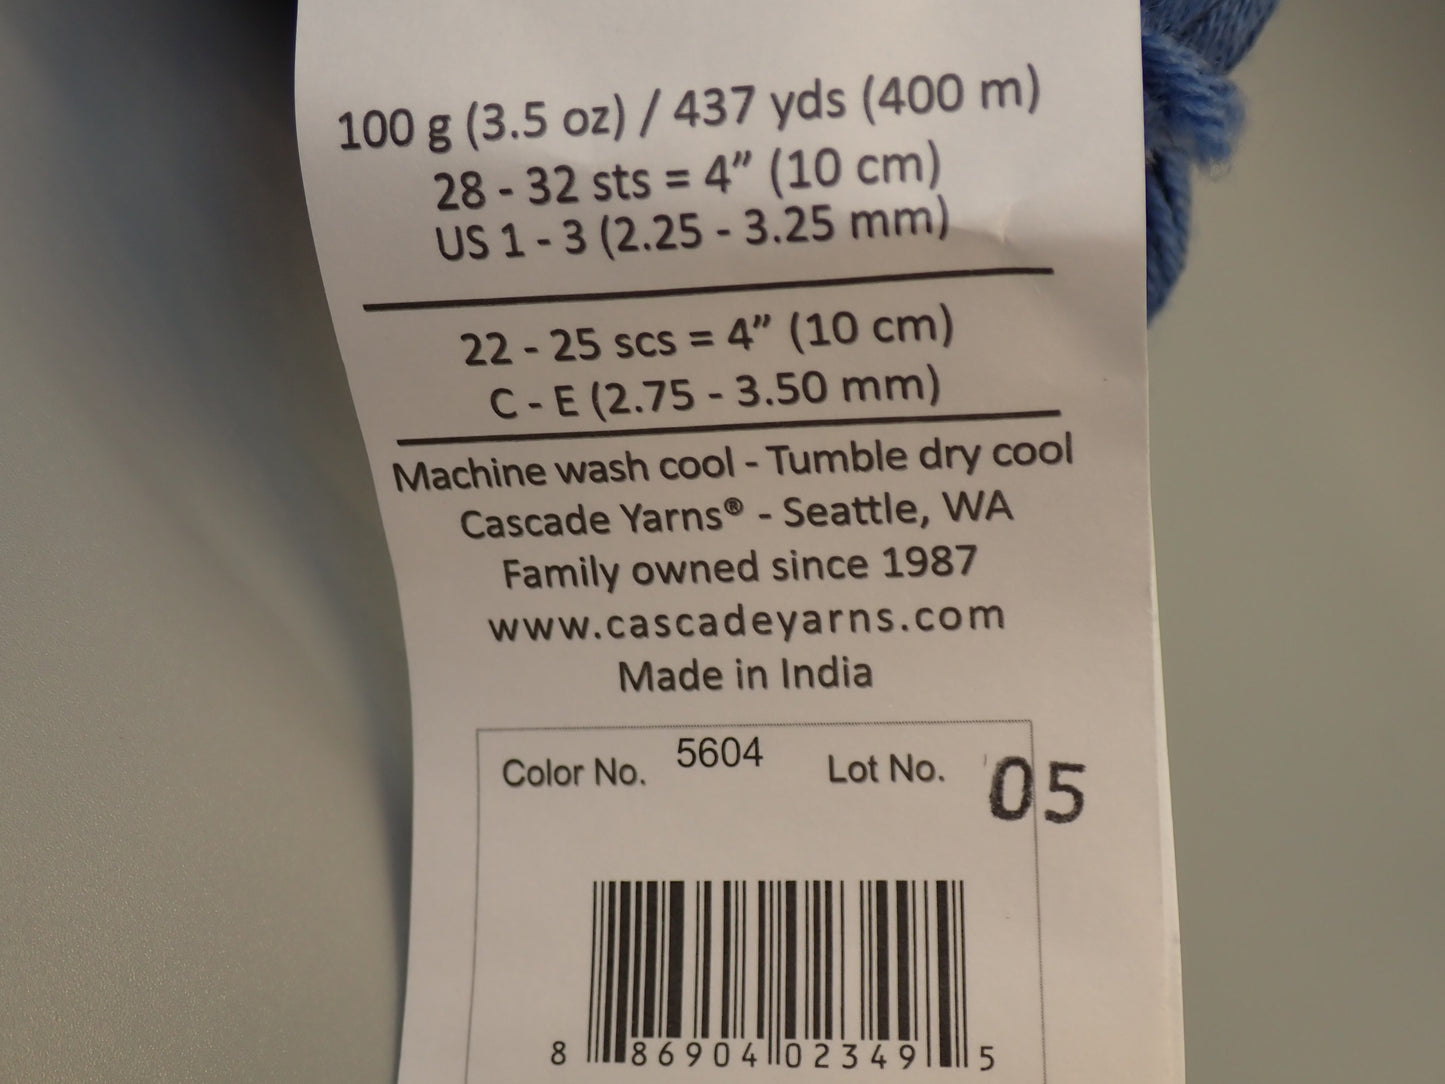 100 g (3.5 oz) / 437 yds (400 m)
28 - 32 sts = 4” (10 cm)
US 1 - 3 (2.25 - 3.25 mm)
22 - 25 scs = 4” (10 cm)
C - E (2.75 - 3.50 mm)
Machine wash cool - Tumble dry cool
Cascade Yarns® - Seattle, WA
Family owned since 1987
www.cascadeyarns.com
Made in India
Color No. 5604 Lot No. 05
8 86904 02349 5